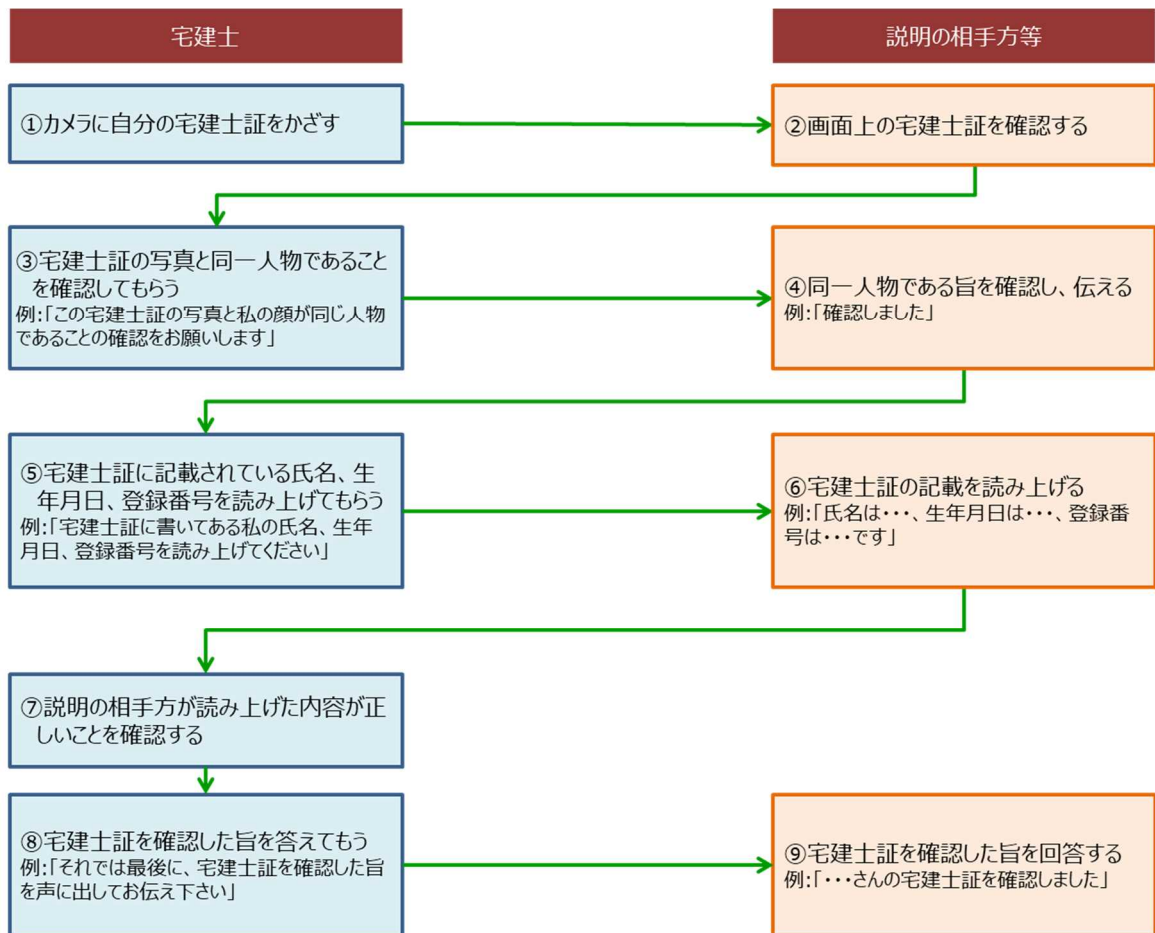 宅建士
説明の相手方等
①カメラに自分の宅建士証をかざす
②画面上の宅建士証を確認する
③宅建士証の写真と同一人物であること
を確認してもらう
例:「この宅建士証の写真と私の顔が同じ人物
であることの確認をお願いします」
④同一人物である旨を確認し、伝える
例:「確認しました」
⑤宅建士証に記載されている氏名、生
年月日、登録番号を読み上げてもらう
例:「宅建士証に書いてある私の氏名、生年
月日、登録番号を読み上げてください」
⑥宅建士証の記載を読み上げる
例:「氏名は・・・、生年月日は・・・、登録番
号は・・・です」
⑦説明の相手方が読み上げた内容が正
しいことを確認する
⑧宅建士証を確認した旨を答えてもう
例:「それでは最後に、宅建士証を確認した旨
を声に出してお伝え下さい」
⑨宅建士証を確認した旨を回答する
例:「・・・さんの宅建士証を確認しました」